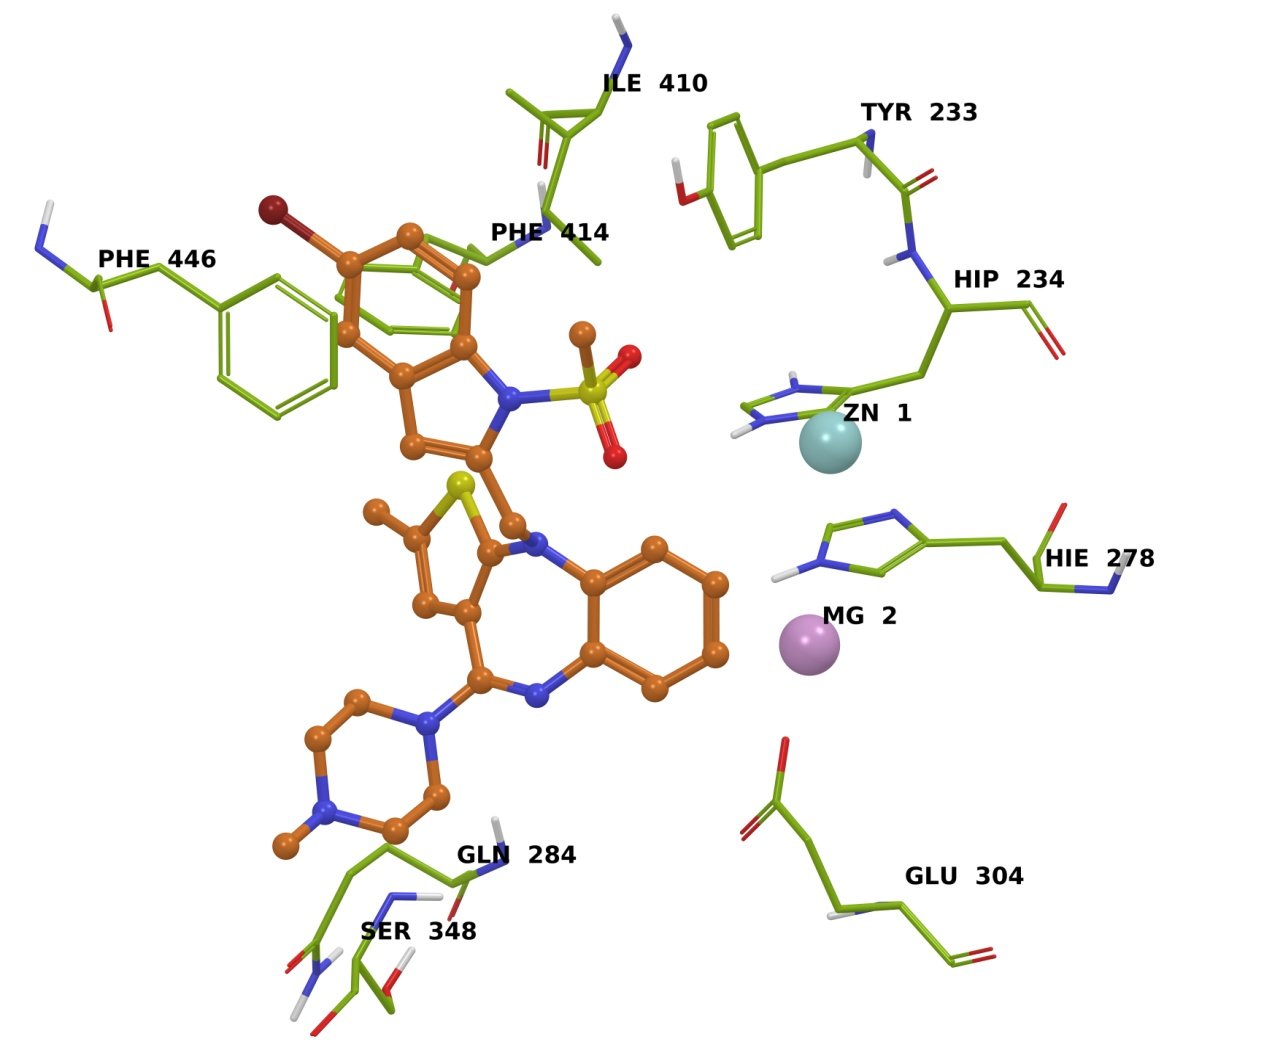 ILE 410
TYR 233
PHE 414
PHE 446
HIP 234
ZN 1
HIE 278
MG 2
GLN 284
GLU 304
SER 348